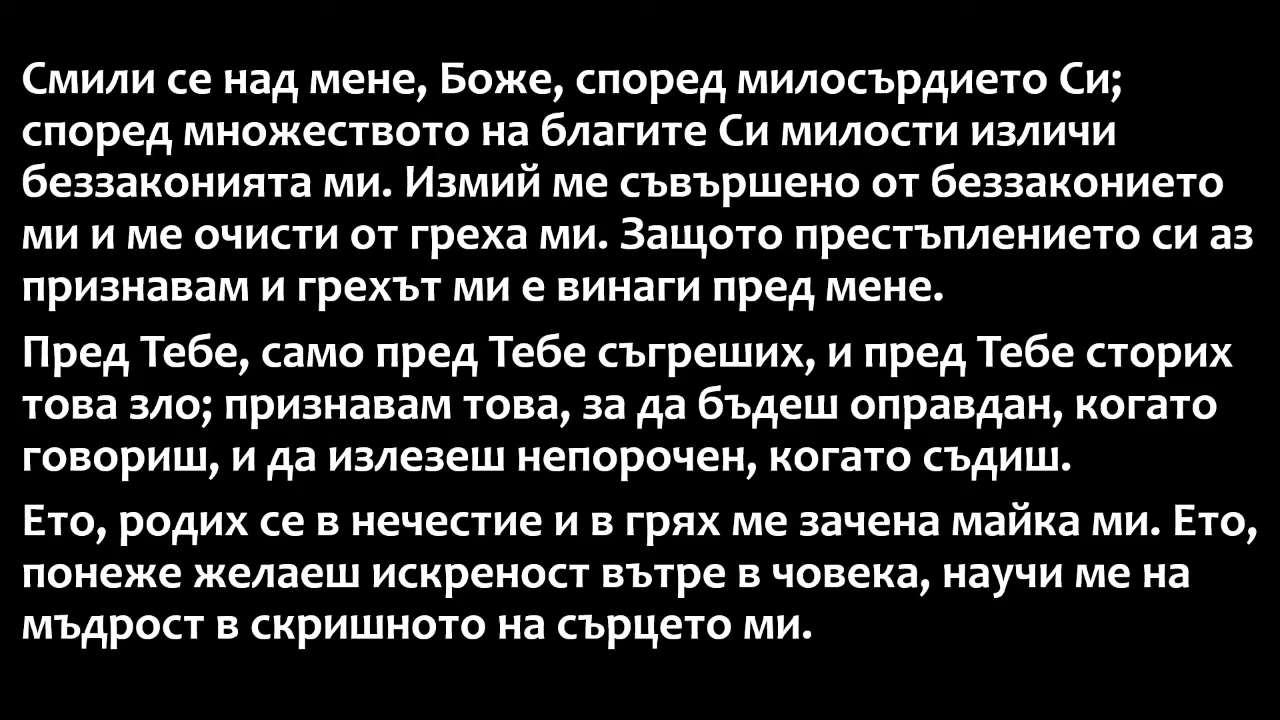 Смили се над мене, Боже, според милосърдието Си;
според множеството на благите Си милости изличи
беззаконията ми. Измий ме съвършено от беззаконието
ми и ме очисти от греха ми. Защото престъплението си аз
признавам и грехът ми е винаги пред мене.
Пред Тебе, само пред Тебе съгреших, и пред Тебе сторих
това зло; признавам това, за да бъдеш оправдан, когато
говориш, и да излезеш непорочен, когато съдиш.
Ето, родих се в нечестие и в грях ме зачена майка ми. Ето,
понеже желаеш искреност вътре в човека, научи ме на
мъдрост в скришното на сърцето ми.